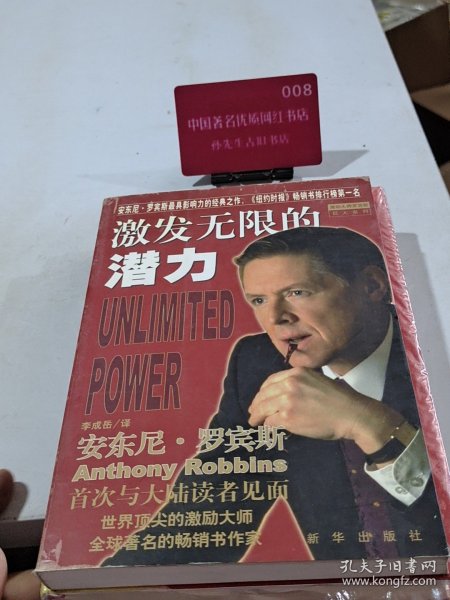 008
中国著名优质网红书店
孙先生古旧书店
安东尼·罗宾斯最具影响力的经典之作,《纽约时报》畅销书排行榜第一名
巨人系列
激发无限的
潜力
UNLIMITED
POWER
李成岳/译
安东尼·罗宾斯
Anthony Robbins
首次与大陆读者见面
世界顶尖的激励大师
全球著名的畅销书作家
新华出版社
孔夫子旧书网
www.kongfz.com